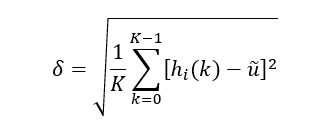 δ = √(1/K ∑_{k=0}^{K−1} [h_i(k) − ũ]²)